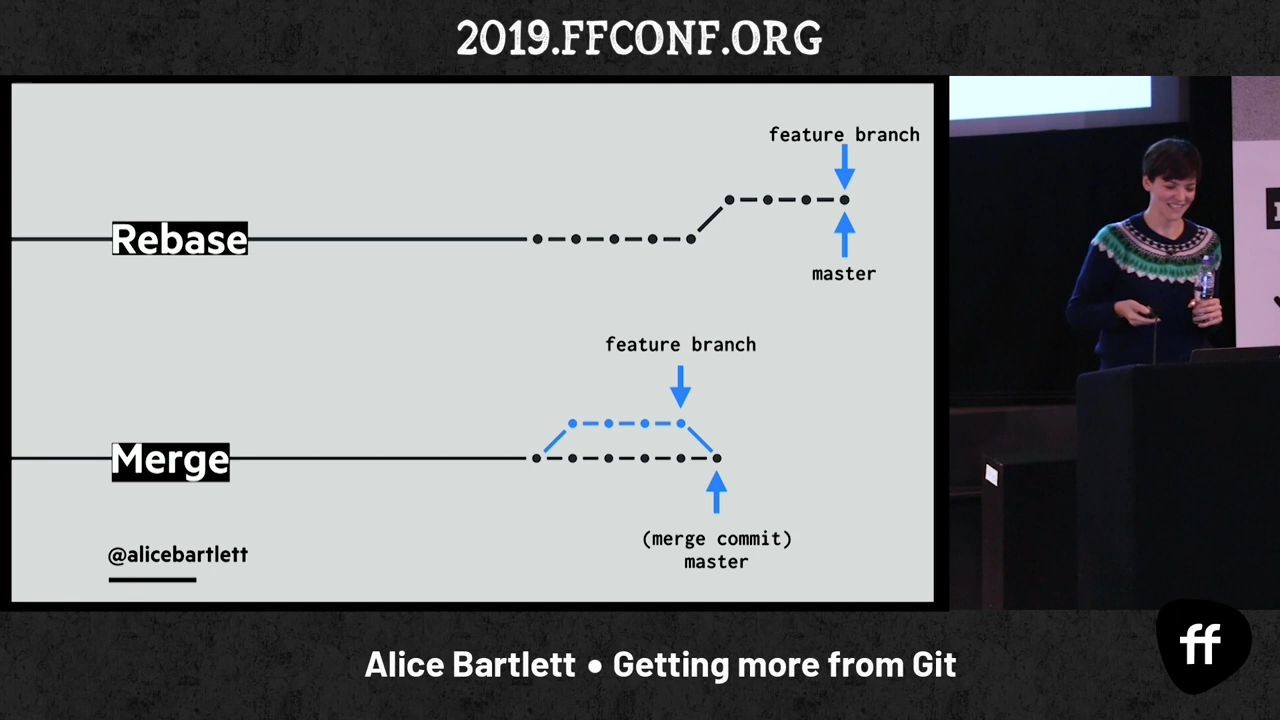 2019.FFCONF.ORG
feature branch
Rebase
master
feature branch
Merge
(merge commit)
master
@alicebartlett
Alice Bartlett • Getting more from Git
ff